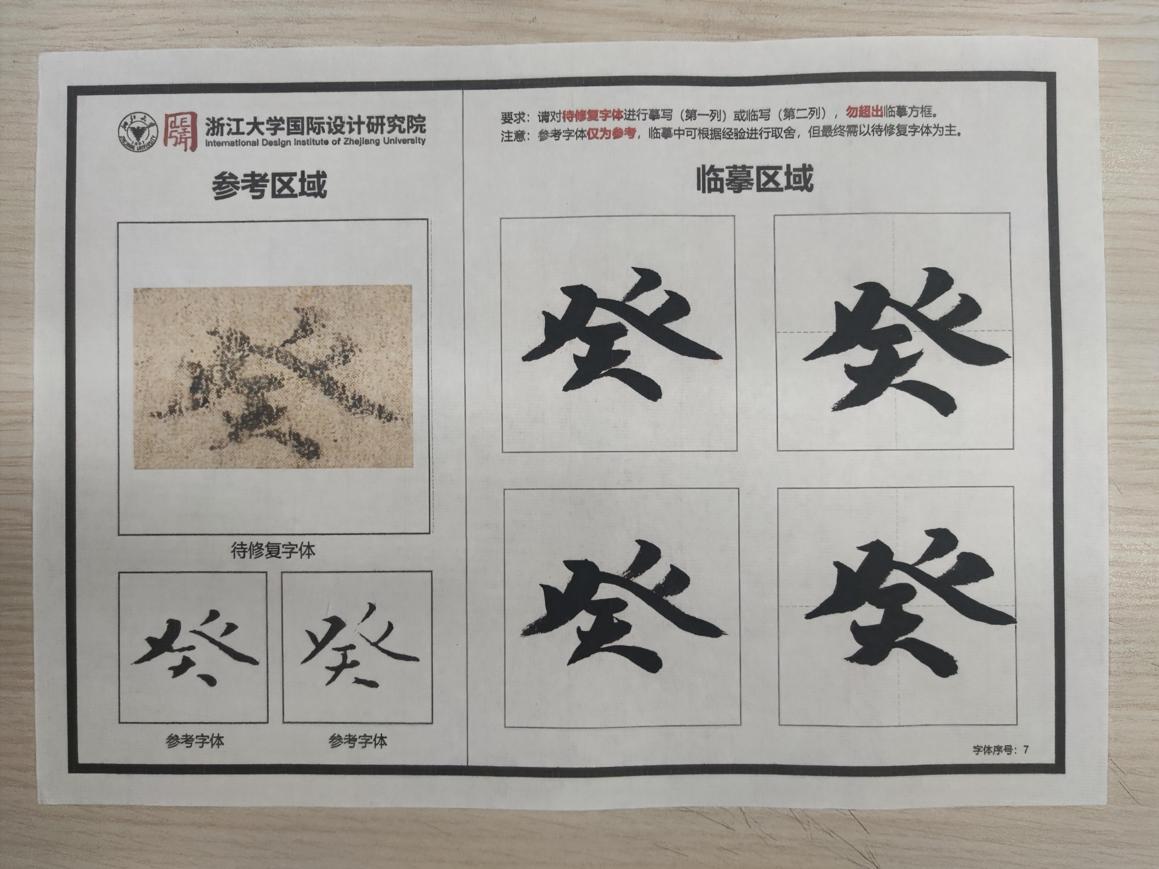 浙江大学国际设计研究院
International Design Institute of Zhejiang University
参考区域
癸
待修复字体
癸
癸
参考字体
参考字体
要求：请对待修复字体进行摹写（第一列）或临写（第二列），勿超出临摹方框。
注意：参考字体仅为参考，临摹中可根据经验进行取舍，但最终需以待修复字体为主。
临摹区域
癸
癸
癸
癸
字体序号：7